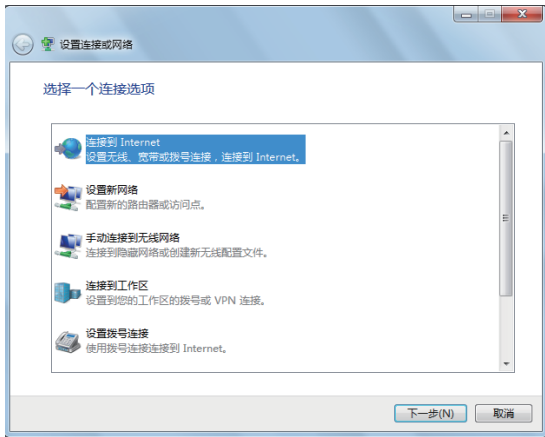 设置连接或网络
选择一个连接选项
连接到 Internet
设置无线、宽带或拨号连接，连接到 Internet。
设置新网络
配置新的路由器或访问点。
手动连接到无线网络
连接到隐藏网络或创建新无线配置文件。
连接到工作区
设置到您的工作区的拨号或 VPN 连接。
设置拨号连接
使用拨号连接连接到 Internet。
下一步(N)
取消